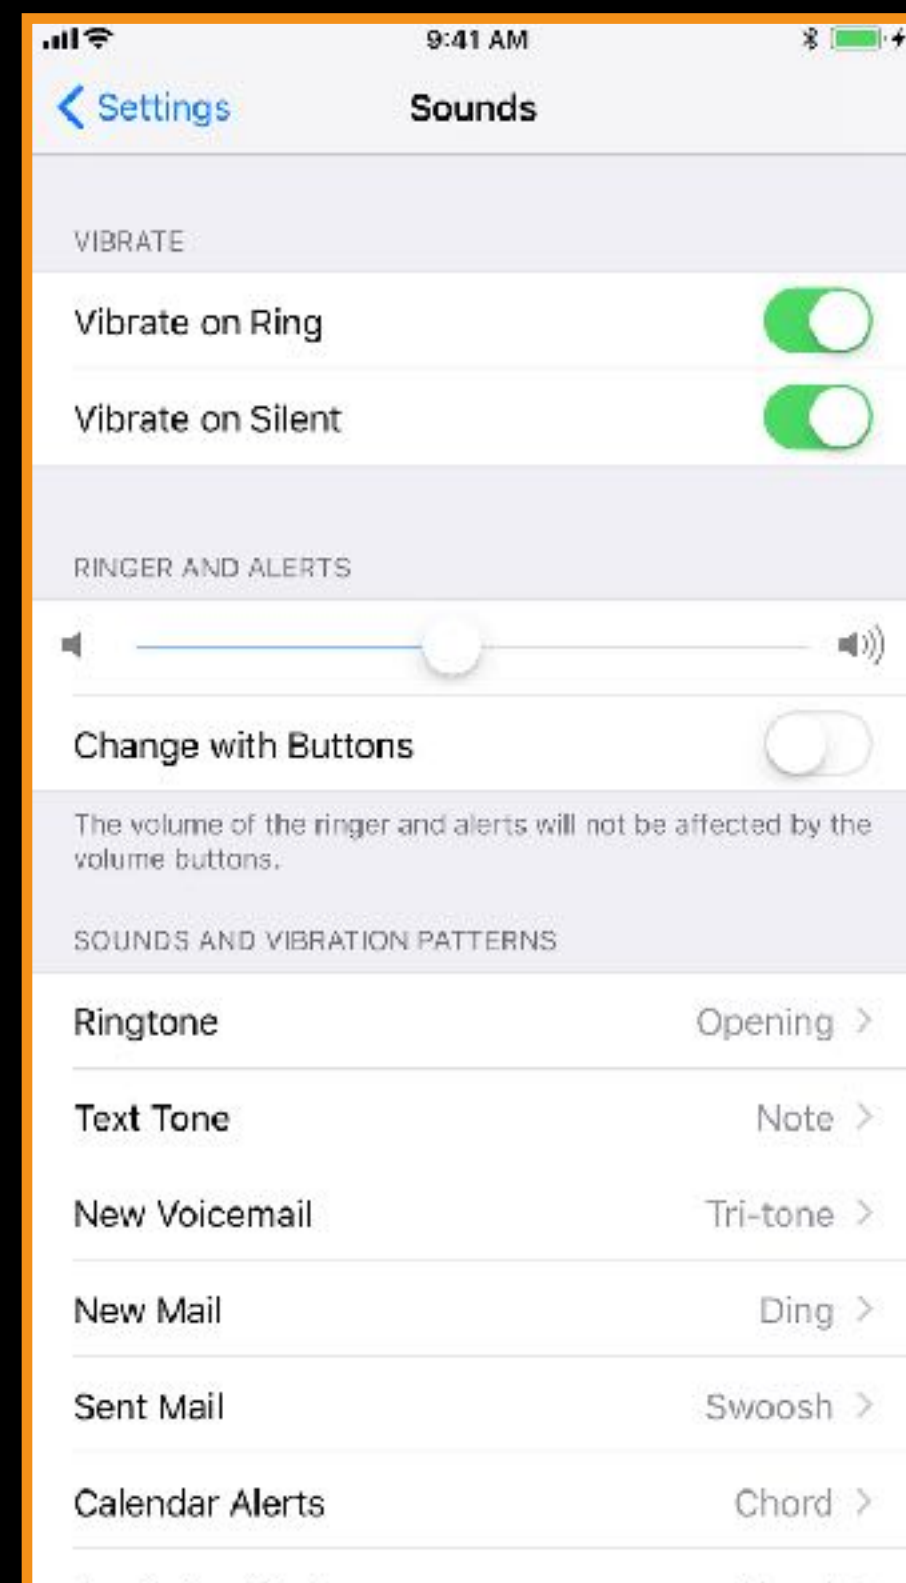 9:41 AM
Settings
Sounds
VIBRATE
Vibrate on Ring
Vibrate on Silent
RINGER AND ALERTS
Change with Buttons
The volume of the ringer and alerts will not be affected by the
volume buttons.
SOUNDS AND VIBRATION PATTERNS
Ringtone Opening
Text Tone Note
New Voicemail Tri-tone
New Mail Ding
Sent Mail Swoosh
Calendar Alerts Chord